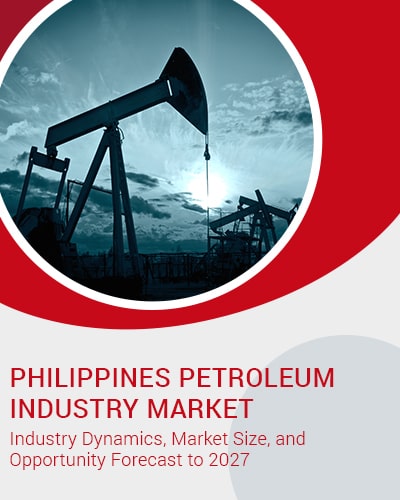 PHILIPPINES PETROLEUM
INDUSTRY MARKET
Industry Dynamics, Market Size, and
Opportunity Forecast to 2027